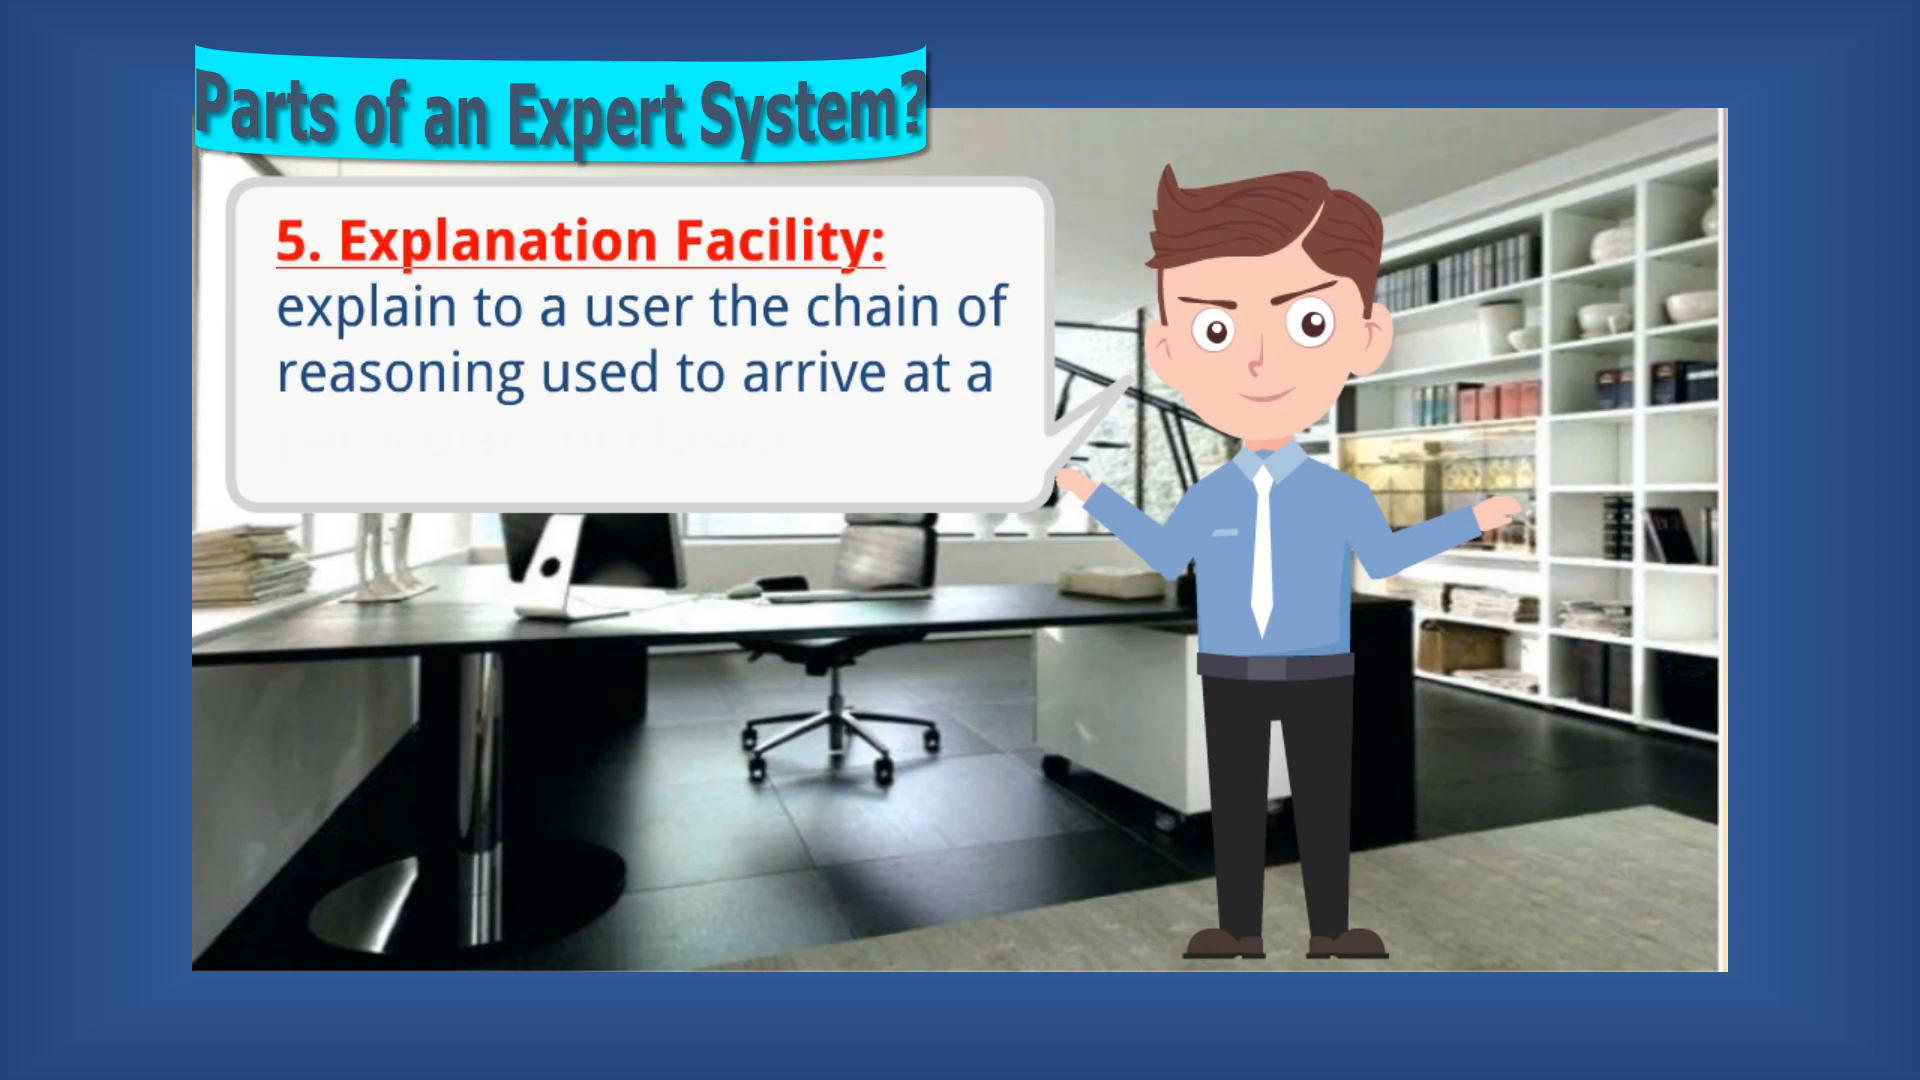 Parts of an Expert System?
5. Explanation Facility:
explain to a user the chain of
reasoning used to arrive at a